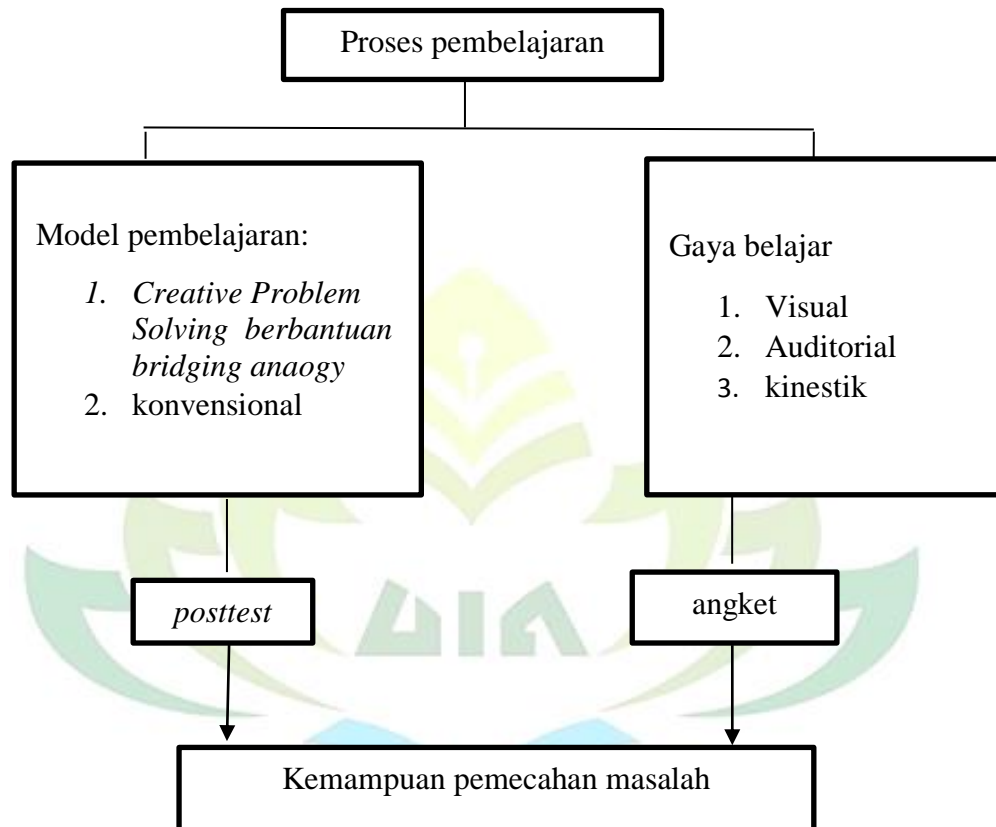 Proses pembelajaran
Model pembelajaran:
1. Creative Problem
Solving berbantuan
bridging anaogy
2. konvensional
Gaya belajar
1. Visual
2. Auditorial
3. kinestik
posttest
angket
UIN
Kemampuan pemecahan masalah